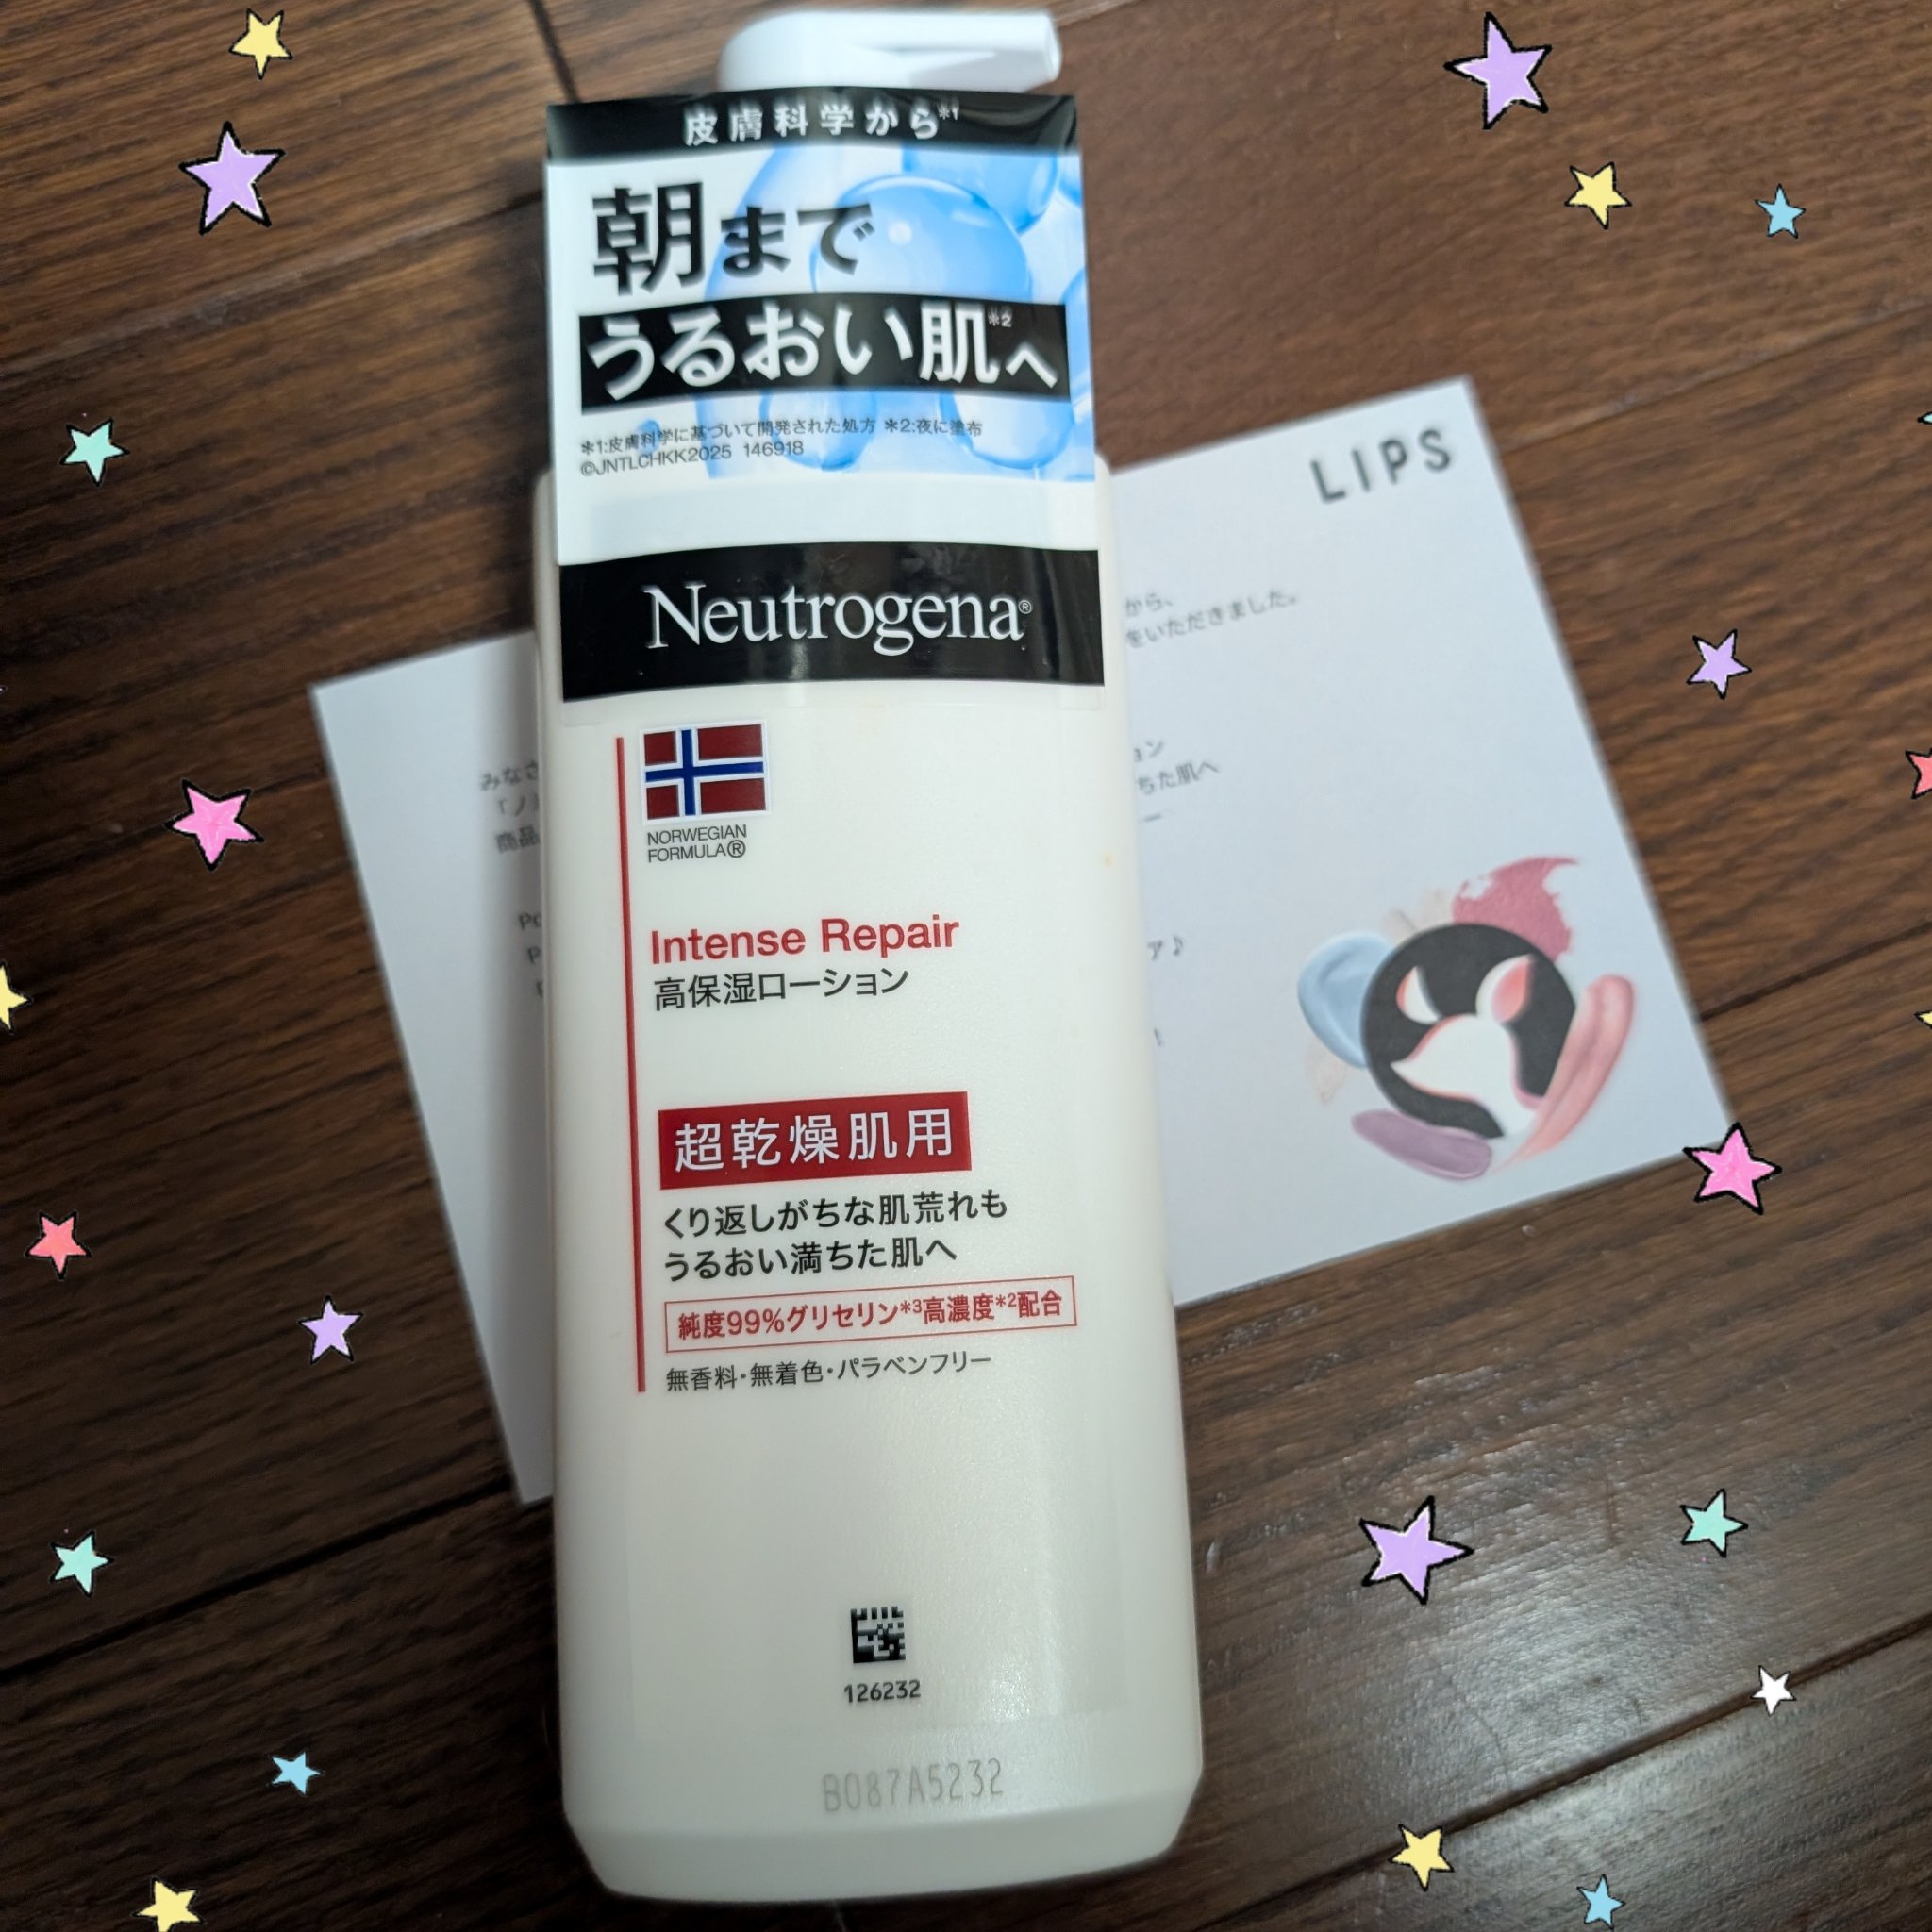 皮膚科学から*1
朝まで
うるおい肌*2へ
*1:皮膚科学に基づいて開発された処方 *2:夜に塗布
©JNTLCHKK2025 146918
Neutrogena®
NORWEGIAN
FORMULA®
Intense Repair
高保湿ローション
超乾燥肌用
くり返しがちな肌荒れも
うるおい満ちた肌へ
純度99%グリセリン*3高濃度*2配合
無香料・無着色・パラベンフリー
126232
B087A5232
LIPS
から、
をいただきました。
ョン
ちた肌へ
ア♪
みなさ
「ノ
商品